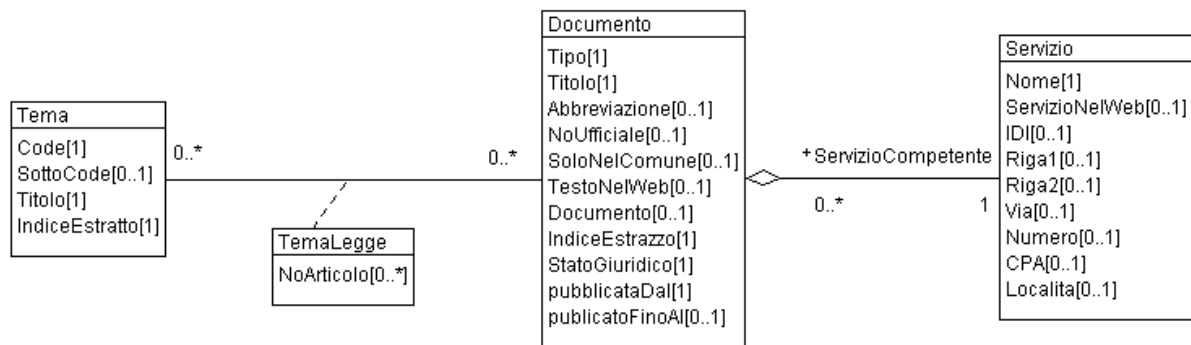 Tema
Code[1]
SottoCode[0..1]
Titolo[1]
IndiceEstratto[1]
0..*
0..*
TemaLegge
NoArticolo[0..*]
Documento
Tipo[1]
Titolo[1]
Abbreviazione[0..1]
NoUfficiale[0..1]
SoloNelComune[0..1]
TestoNelWeb[0..1]
Documento[0..1]
IndiceEstrazzo[1]
StatoGiuridico[1]
pubblicataDal[1]
publicatoFinoAl[0..1]
+ServizioCompetente
0..*
1
Servizio
Nome[1]
ServizioNelWeb[0..1]
IDI[0..1]
Riga1[0..1]
Riga2[0..1]
Via[0..1]
Numero[0..1]
CPA[0..1]
Localita[0..1]